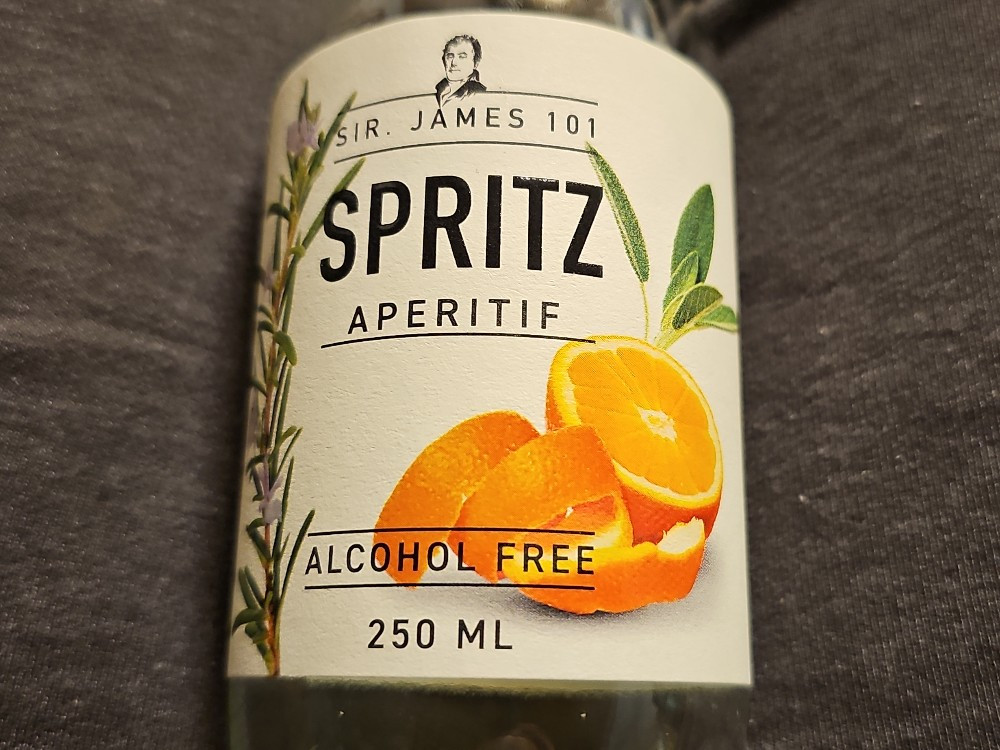 SIR. JAMES 101
SPRITZ
APERITIF
ALCOHOL FREE
250 ML